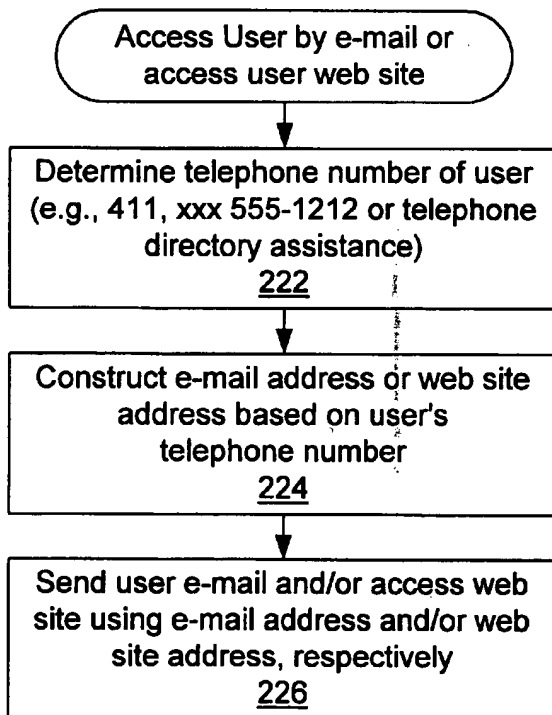 Access User by e-mail or
access user web site
Determine telephone number of user
(e.g., 411, xxx 555-1212 or telephone
directory assistance)
222
Construct e-mail address or web site
address based on user's
telephone number
224
Send user e-mail and/or access web
site using e-mail address and/or web
site address, respectively
226